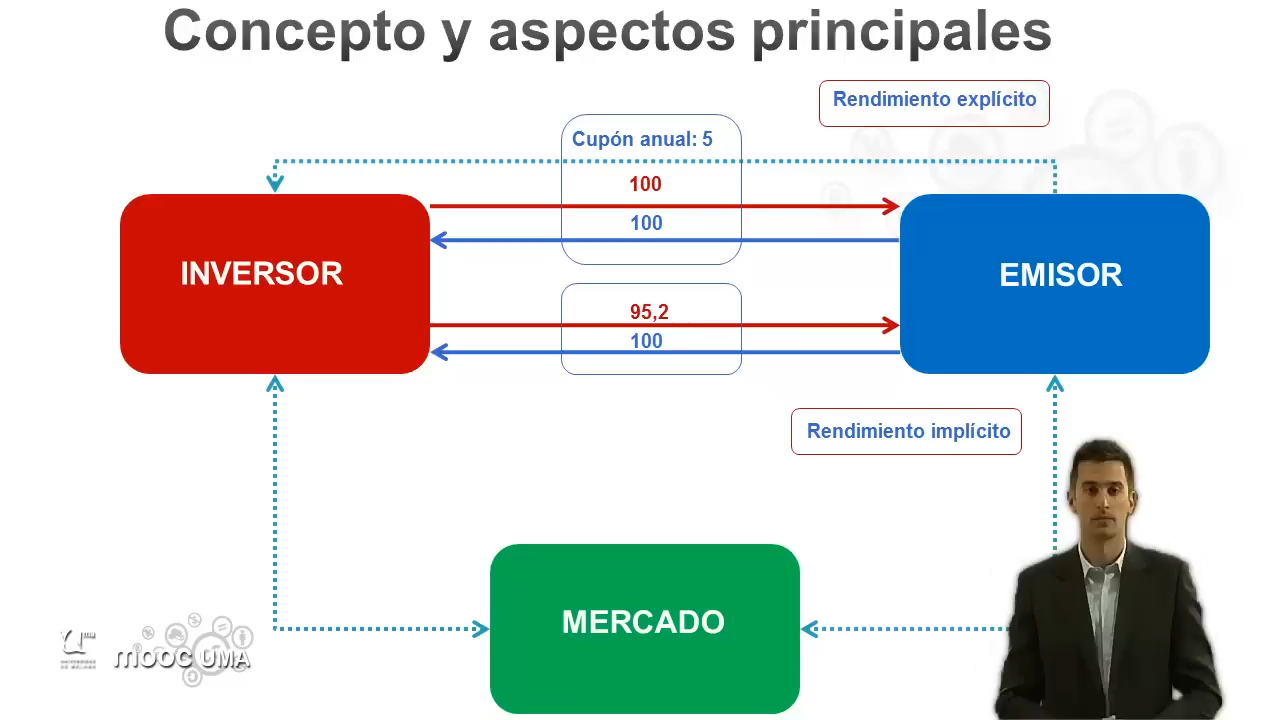 Concepto y aspectos principales
Rendimiento explícito
Cupón anual: 5
100
100
INVERSOR
EMISOR
95,2
100
Rendimiento implícito
MERCADO
mooc UMA